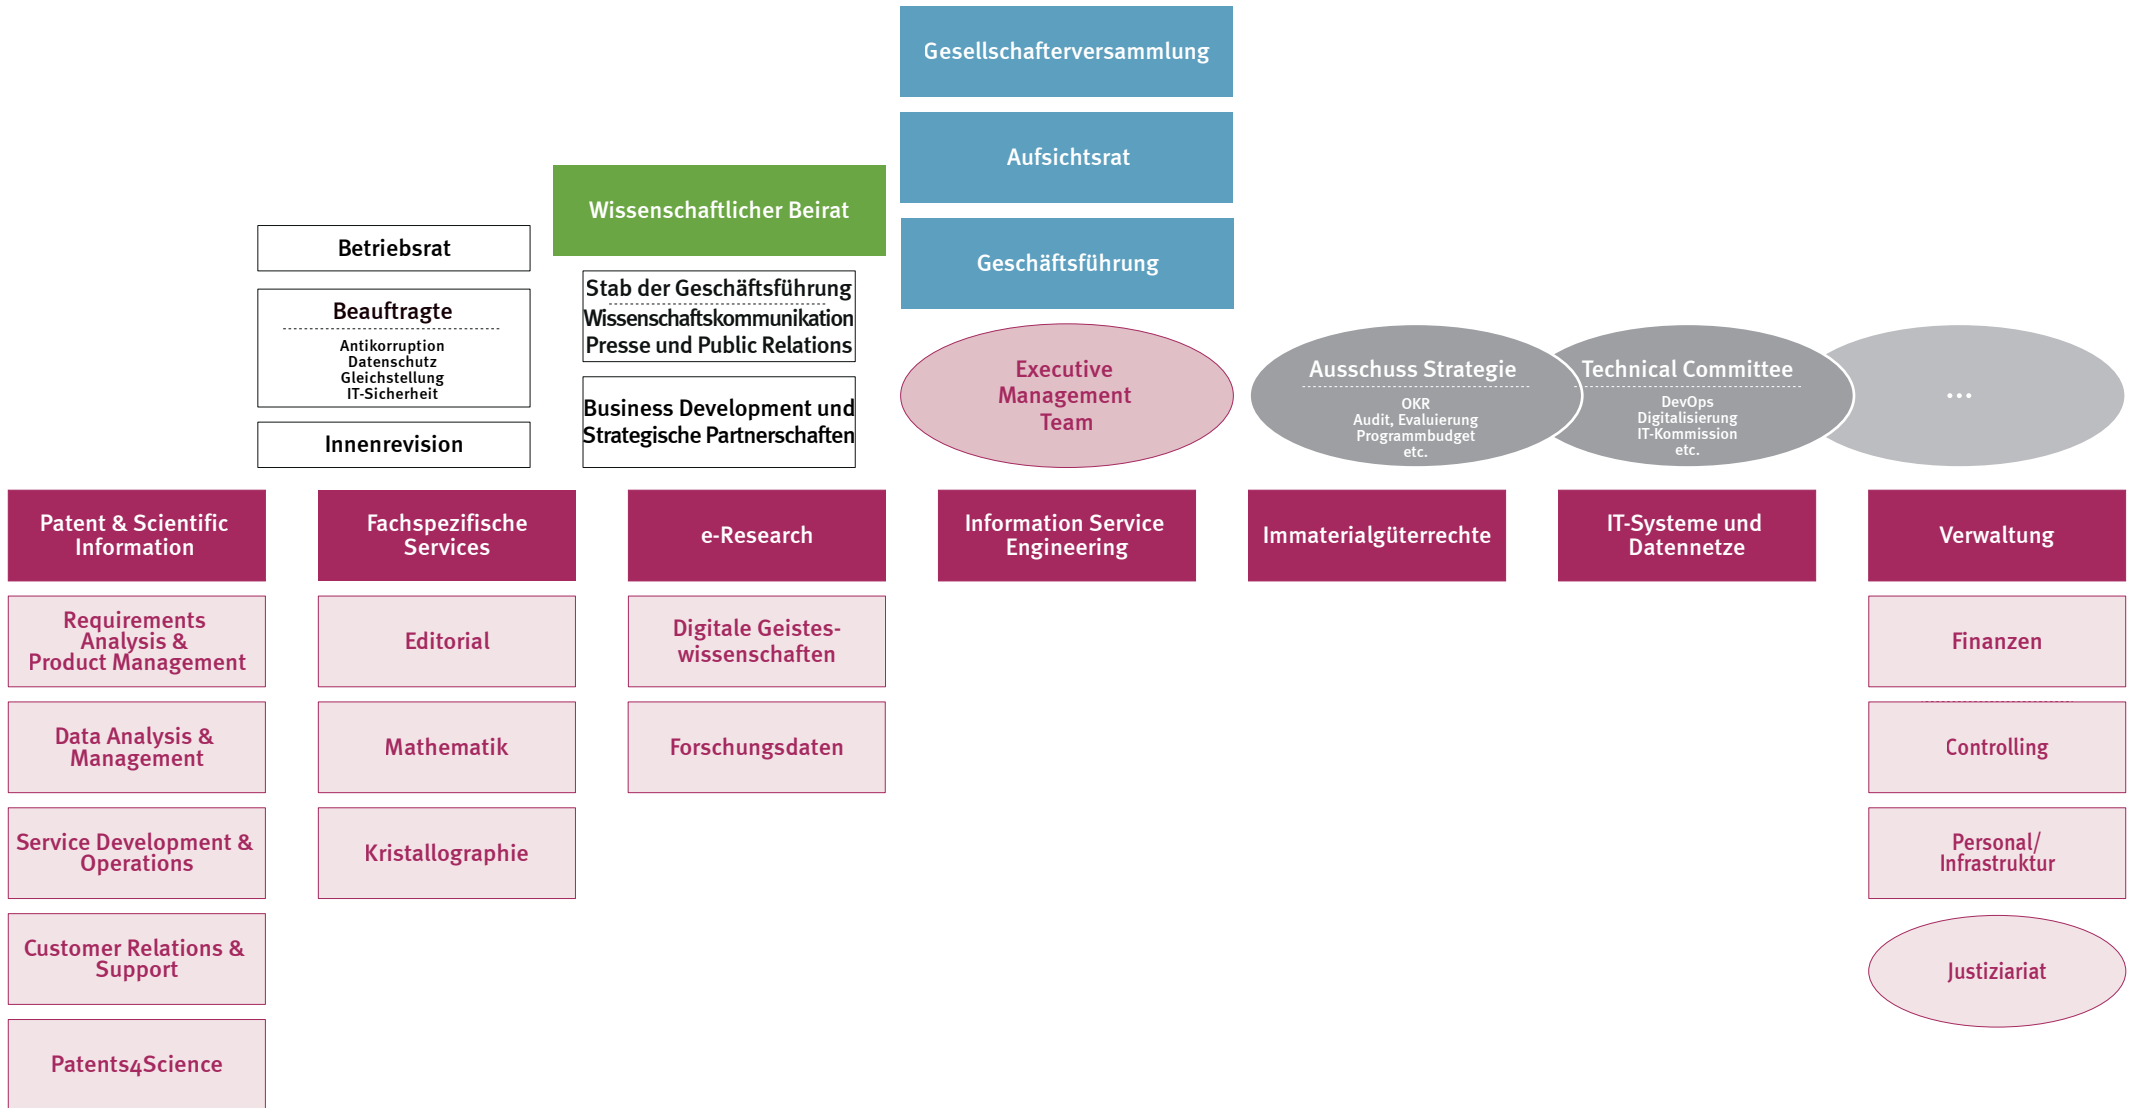 Gesellschafterversammlung
Aufsichtsrat
Geschäftsführung
Wissenschaftlicher Beirat
Betriebsrat
Beauftragte
Antikorruption
Datenschutz
Gleichstellung
IT-Sicherheit
Innenrevision
Stab der Geschäftsführung
Wissenschaftskommunikation
Presse und Public Relations
Business Development und
Strategische Partnerschaften
Executive
Management
Team
Ausschuss Strategie
OKR
Audit, Evaluierung
Programmbudget
etc.
Technical Committee
DevOps
Digitalisierung
IT-Kommission
etc.
...
Patent & Scientific
Information
Requirements
Analysis &
Product Management
Data Analysis &
Management
Service Development &
Operations
Customer Relations &
Support
Patents4Science
Fachspezifische
Services
Editorial
Mathematik
Kristallographie
e-Research
Digitale Geistes-
wissenschaften
Forschungsdaten
Information Service
Engineering
Immaterialgüterrechte
IT-Systeme und
Datennetze
Verwaltung
Finanzen
Controlling
Personal/
Infrastruktur
Justiziariat